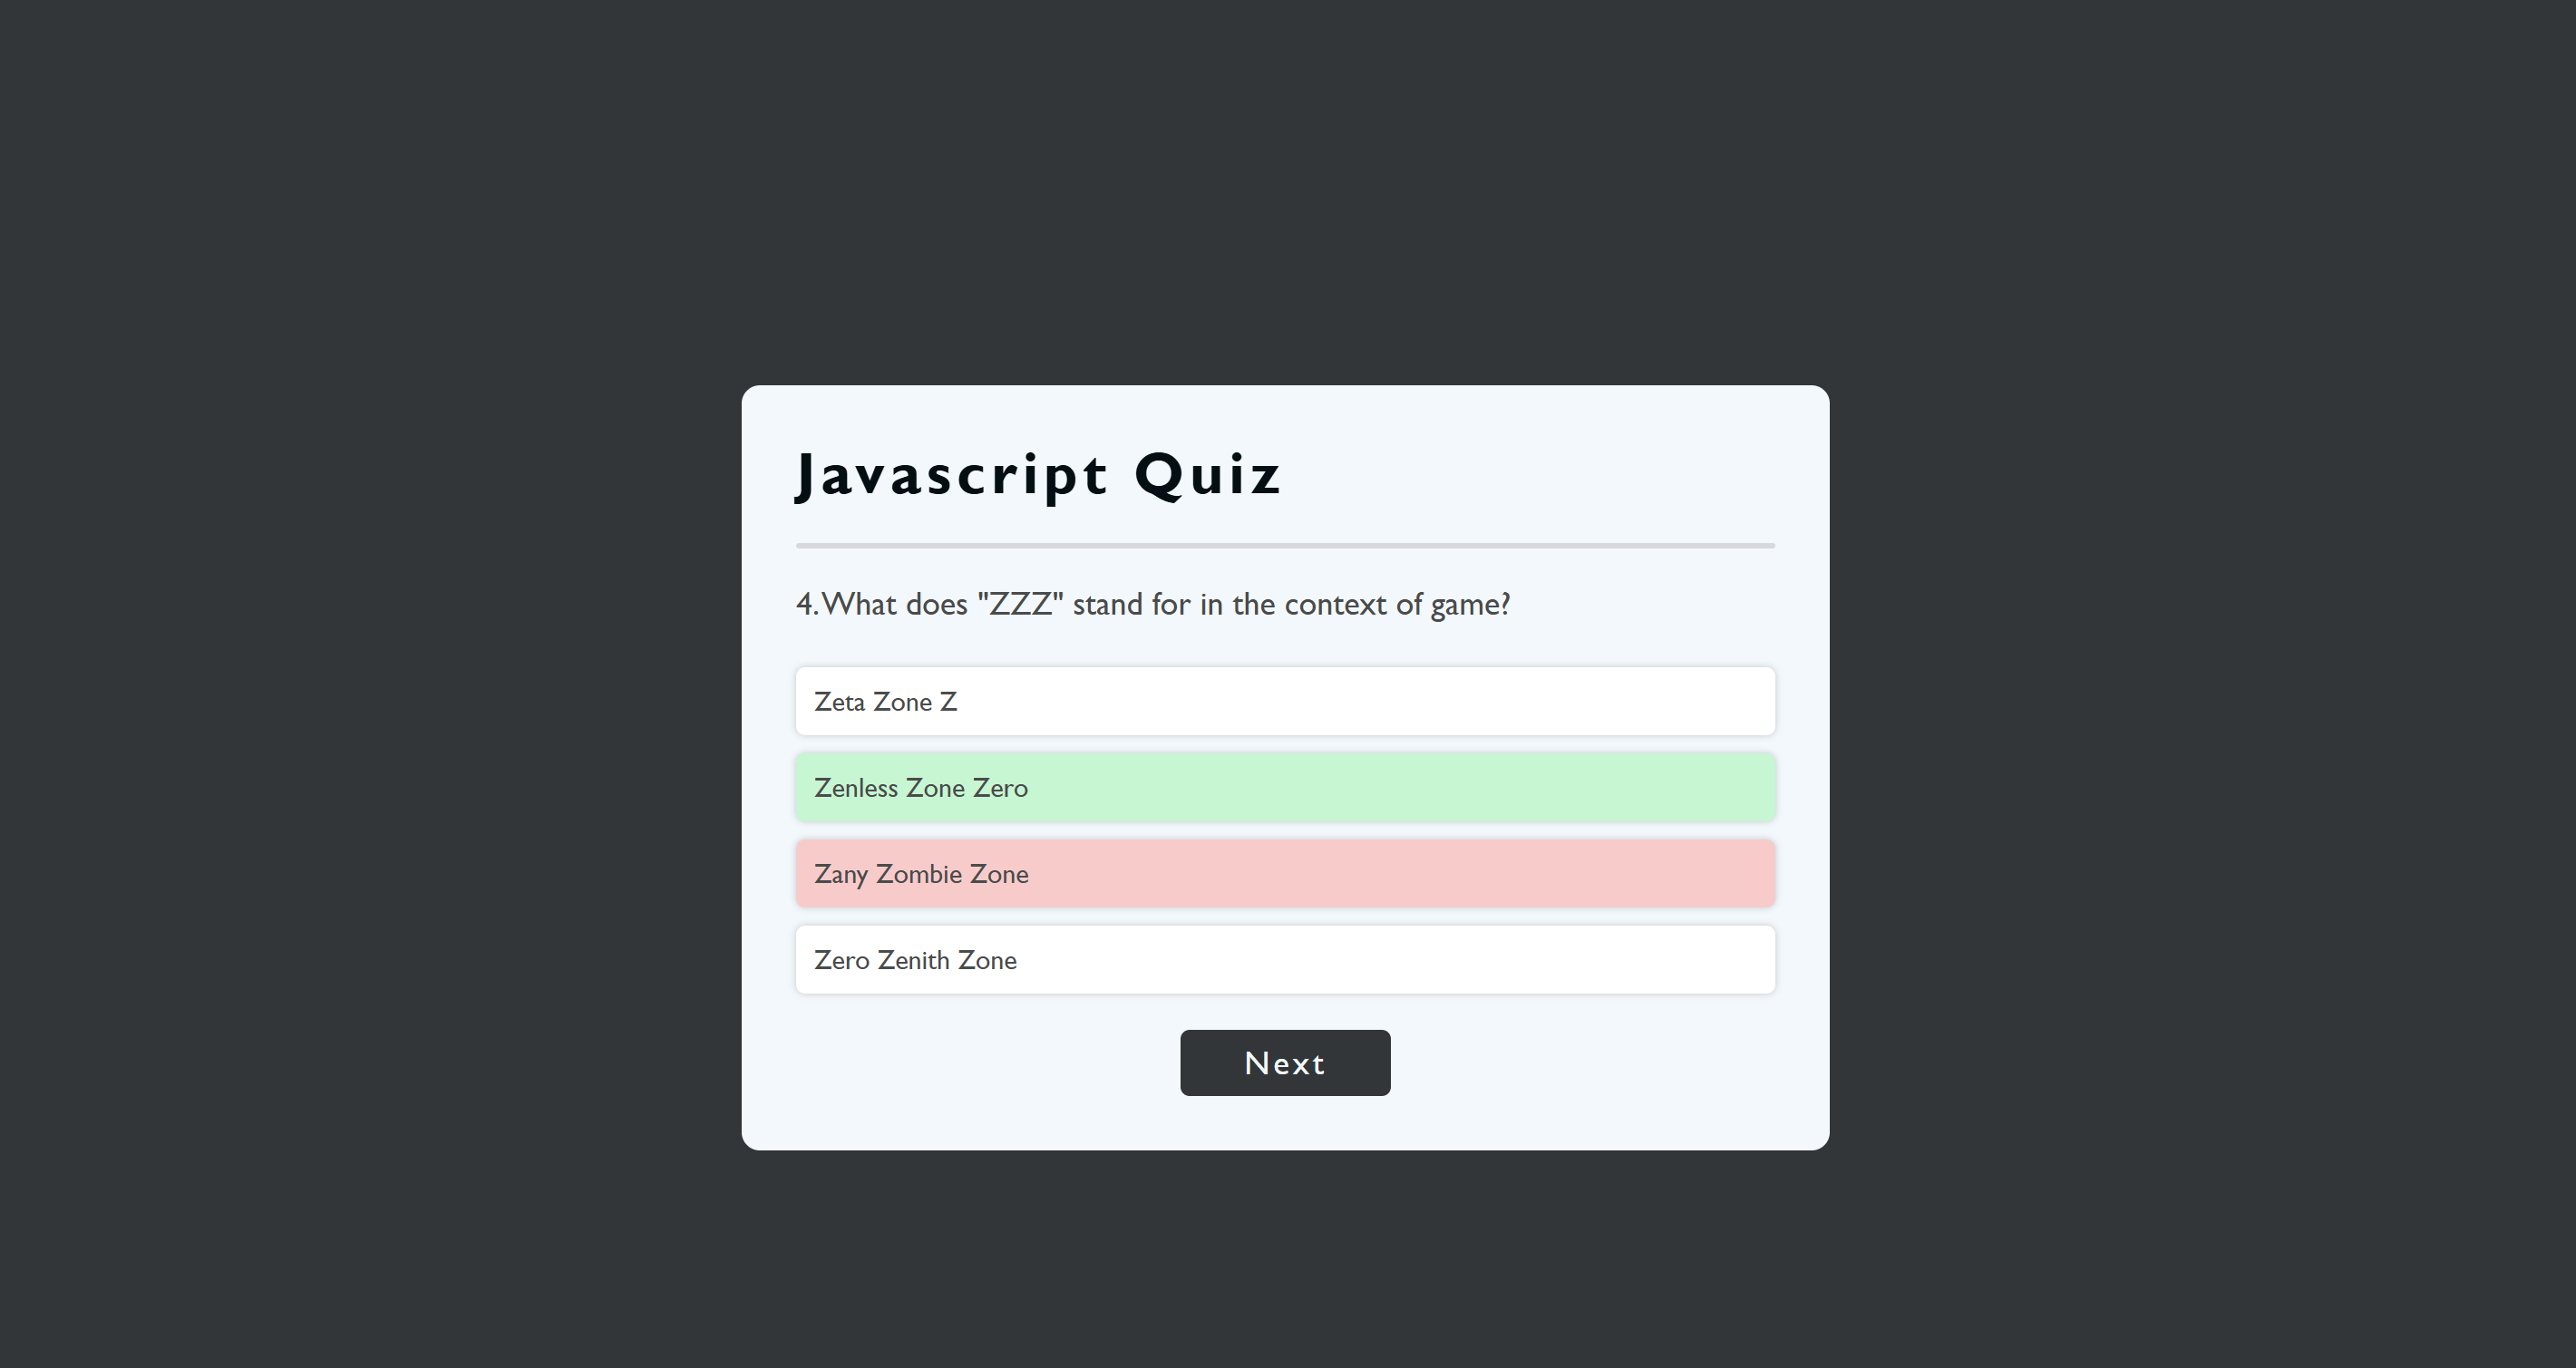 Javascript Quiz
4. What does "ZZZ" stand for in the context of game?
Zeta Zone Z
Zenless Zone Zero
Zany Zombie Zone
Zero Zenith Zone
Next